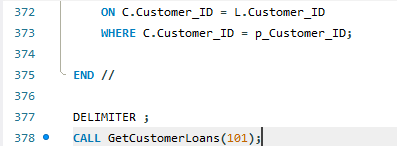 372 ON C.Customer_ID = L.Customer_ID
373 WHERE C.Customer_ID = p_Customer_ID;
374
375 END //
376
377 DELIMITER ;
378 CALL GetCustomerLoans(101);